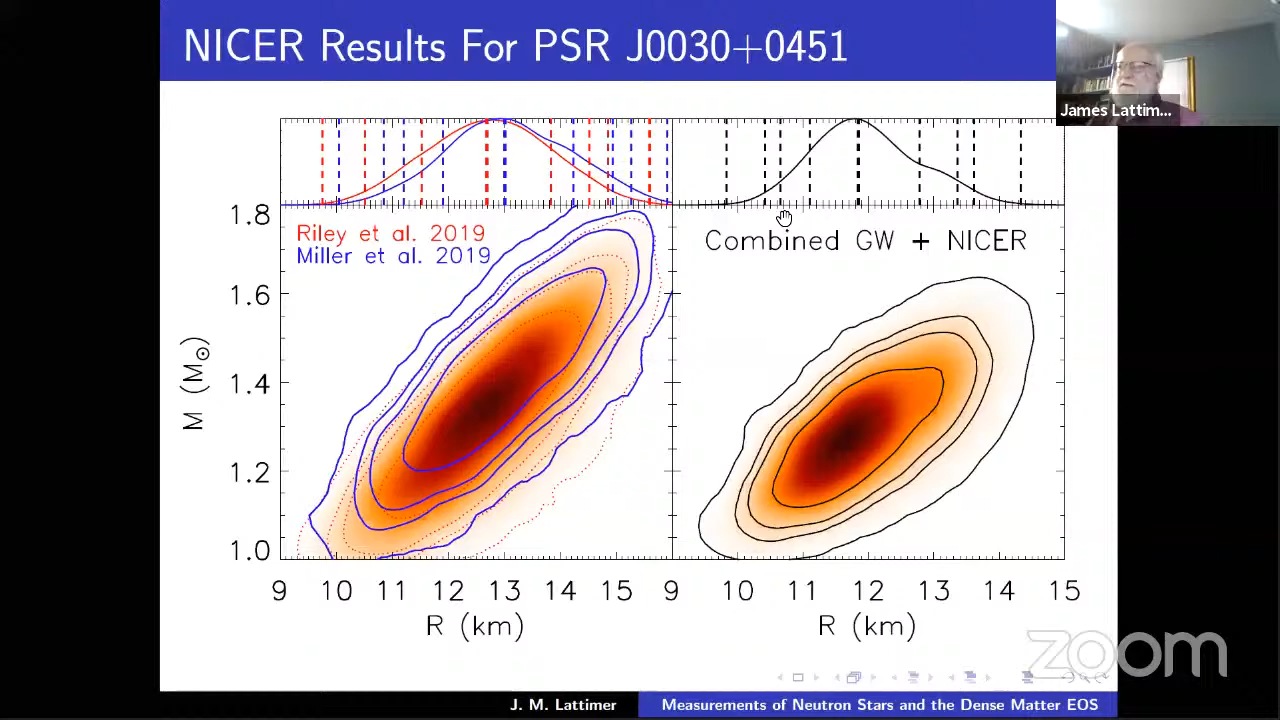 NICER Results For PSR J0030+0451
James Lattim...
Riley et al. 2019
Miller et al. 2019
Combined GW + NICER
M (M⊙)
1.8
1.6
1.4
1.2
1.0
9 10 11 12 13 14 15 9 10 11 12 13 14 15
R (km) R (km)
zoom
J. M. Lattimer Measurements of Neutron Stars and the Dense Matter EOS